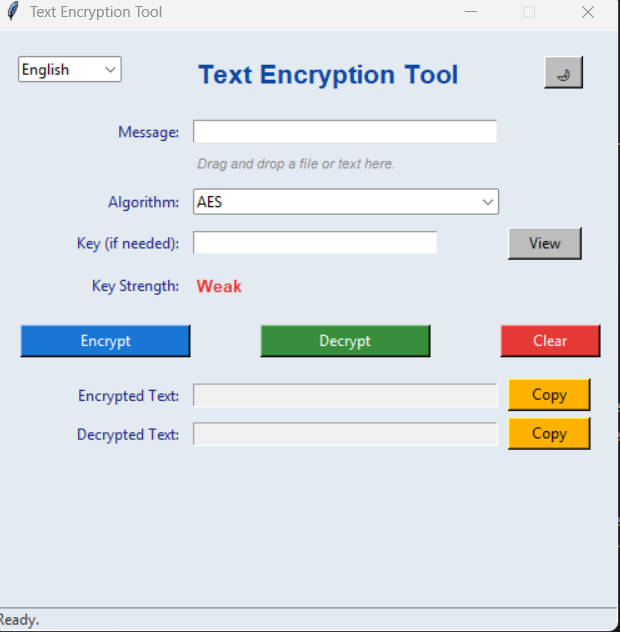 Text Encryption Tool
English
Text Encryption Tool
Message:
Drag and drop a file or text here.
Algorithm: AES
Key (if needed): View
Key Strength: Weak
Encrypt Decrypt Clear
Encrypted Text: Copy
Decrypted Text: Copy
Ready.